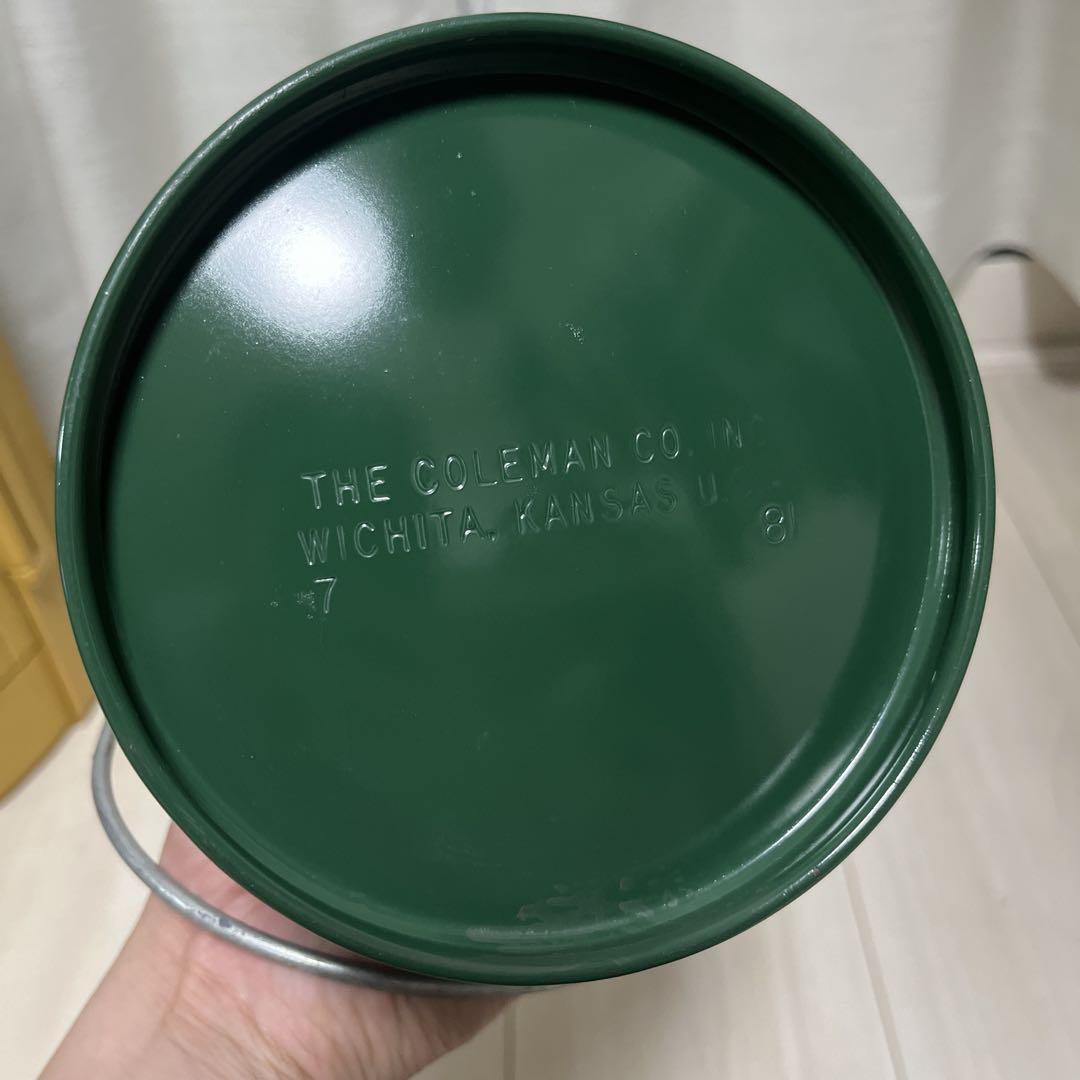 THE COLEMAN CO. INC
WICHITA, KANSAS U.
7 81